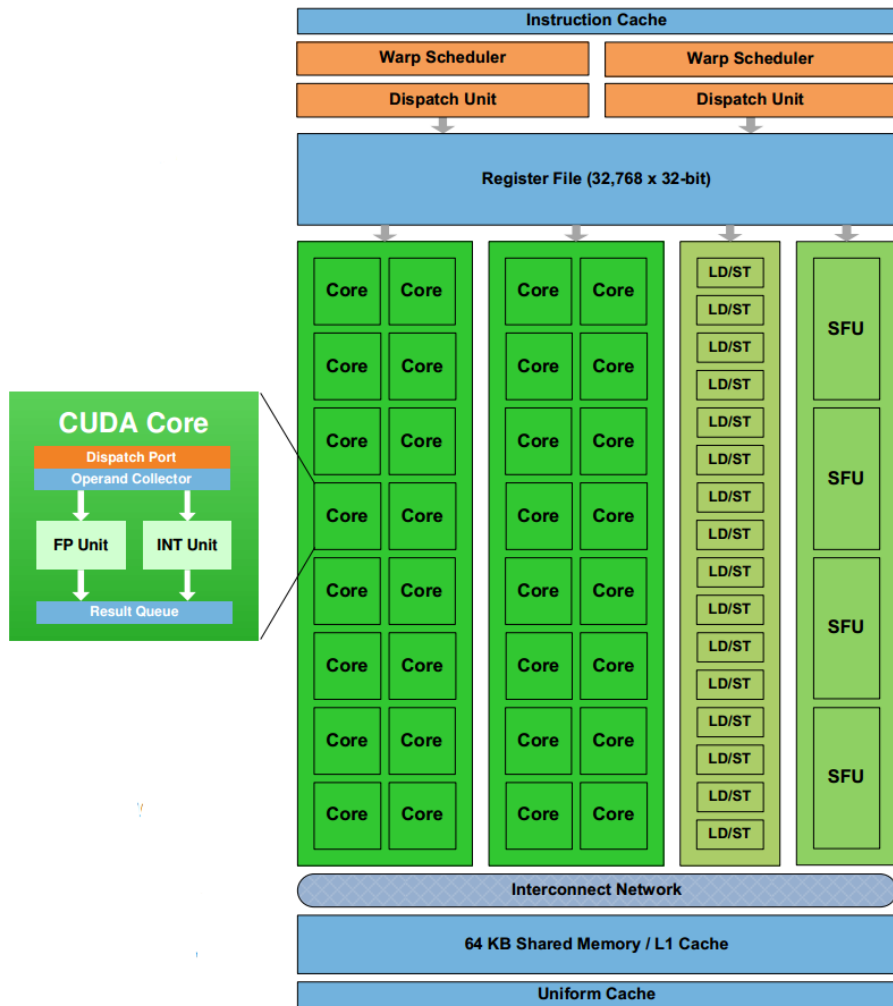 Instruction Cache
Warp Scheduler Warp Scheduler
Dispatch Unit Dispatch Unit
Register File (32,768 x 32-bit)
Core Core Core Core LD/ST SFU
LD/ST
Core Core Core Core LD/ST
LD/ST
Core Core Core Core LD/ST SFU
LD/ST
Core Core Core Core LD/ST
LD/ST
Core Core Core Core LD/ST SFU
LD/ST
Core Core Core Core LD/ST
LD/ST
Core Core Core Core LD/ST SFU
LD/ST
Core Core Core Core LD/ST
LD/ST
CUDA Core
Dispatch Port
Operand Collector
FP Unit INT Unit
Result Queue
Interconnect Network
64 KB Shared Memory / L1 Cache
Uniform Cache